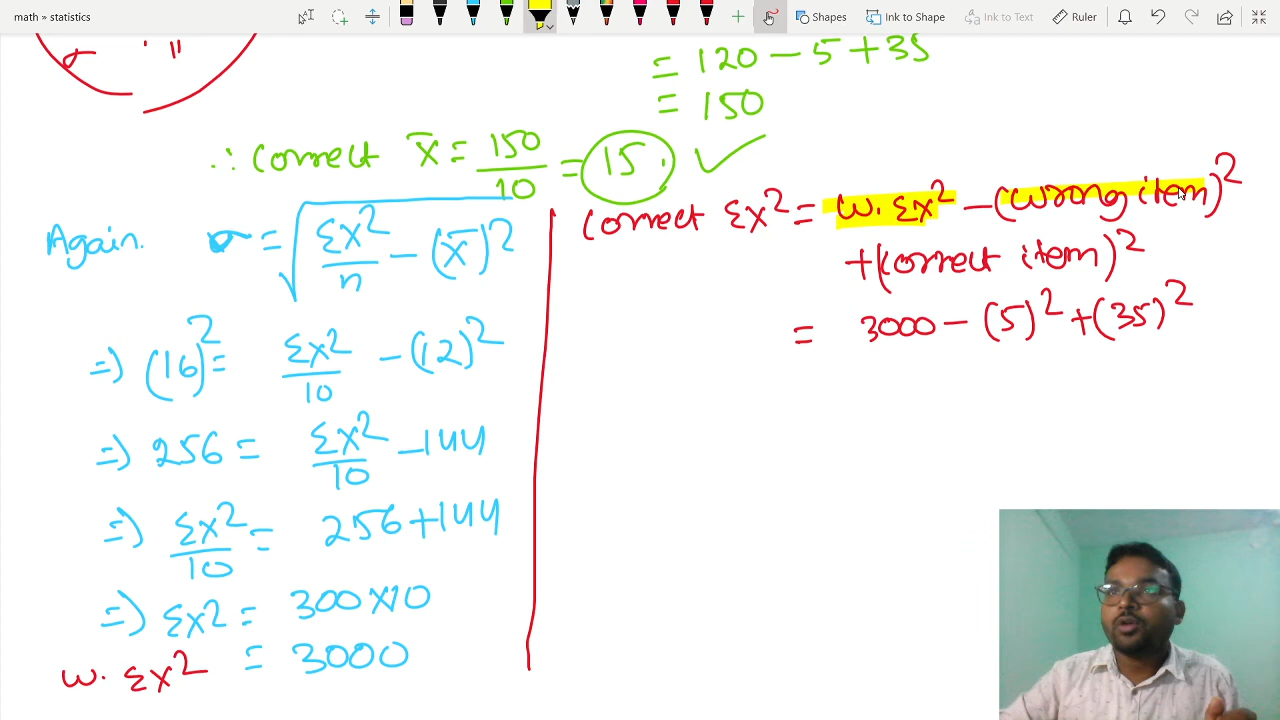 math » statistics
Shapes
Ink to Shape
Ink to Text
Ruler
= 120 - 5 + 35
= 150
∴ Correct x̄ = 150/10 = 15.
Again. σ = √(Σx²/n - (x̄)²)
=> (16)² = Σx²/10 - (12)²
=> 256 = Σx²/10 - 144
=> Σx²/10 = 256 + 144
=> Σx² = 300×10
w. Σx² = 3000
Correct Σx² = w. Σx² - (wrong item)²
+ (correct item)²
= 3000 - (5)² + (35)²